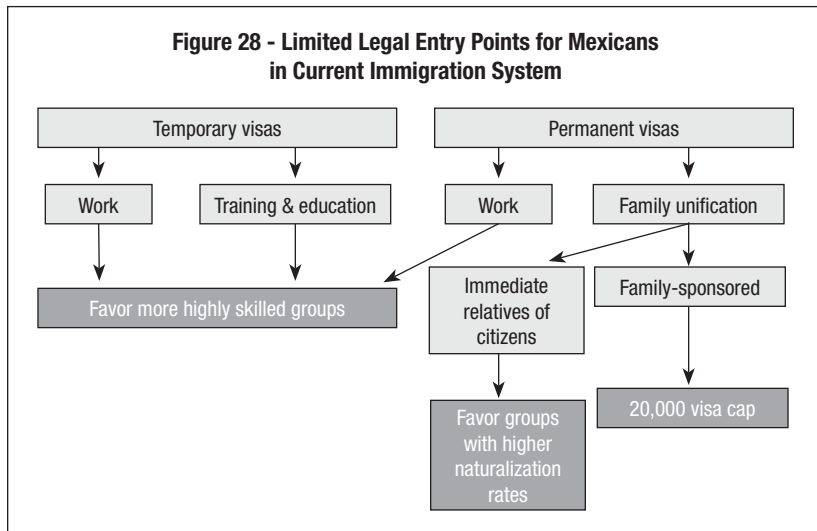 Figure 28 - Limited Legal Entry Points for Mexicans
in Current Immigration System
Temporary visas
Permanent visas
Work
Training & education
Work
Family unification
Favor more highly skilled groups
Immediate
relatives of
citizens
Family-sponsored
Favor groups
with higher
naturalization
rates
20,000 visa cap